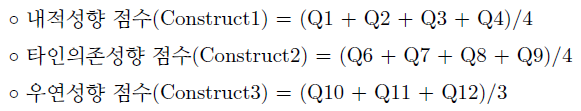 ○ 내적성향 점수(Construct1) = (Q1 + Q2 + Q3 + Q4)/4
○ 타인의존성향 점수(Construct2) = (Q6 + Q7 + Q8 + Q9)/4
○ 우연성향 점수(Construct3) = (Q10 + Q11 + Q12)/3